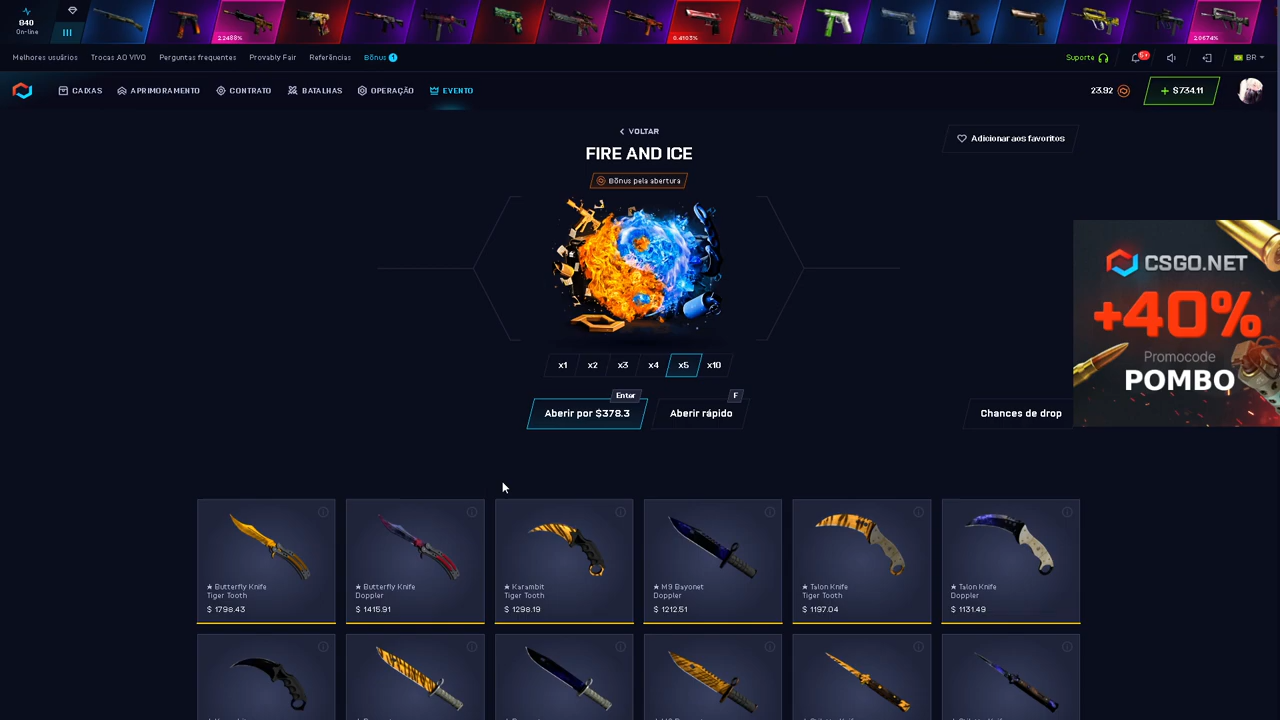 840
On-line
2.2488%
0.4103%
2.0674%
Melhores usuários
Trocas AO VIVO
Perguntas frequentes
Provably Fair
Referências
Bônus
Suporte
5+
BR
CAIXAS
APRIMORAMENTO
CONTRATO
BATALHAS
OPERAÇÃO
EVENTO
23.92
+ $734.11
VOLTAR
FIRE AND ICE
Adicionar aos favoritos
Bônus pela abertura
CSGO.NET
+40%
Promocode
POMBO
x1
x2
x3
x4
x5
x10
Enter
F
Aberir por $378.3
Aberir rápido
Chances de drop
★ Butterfly Knife
Tiger Tooth
$ 1798.43
★ Butterfly Knife
Doppler
$ 1415.91
★ Karambit
Tiger Tooth
$ 1298.19
★ M9 Bayonet
Doppler
$ 1212.51
★ Talon Knife
Tiger Tooth
$ 1197.04
★ Talon Knife
Doppler
$ 1131.49